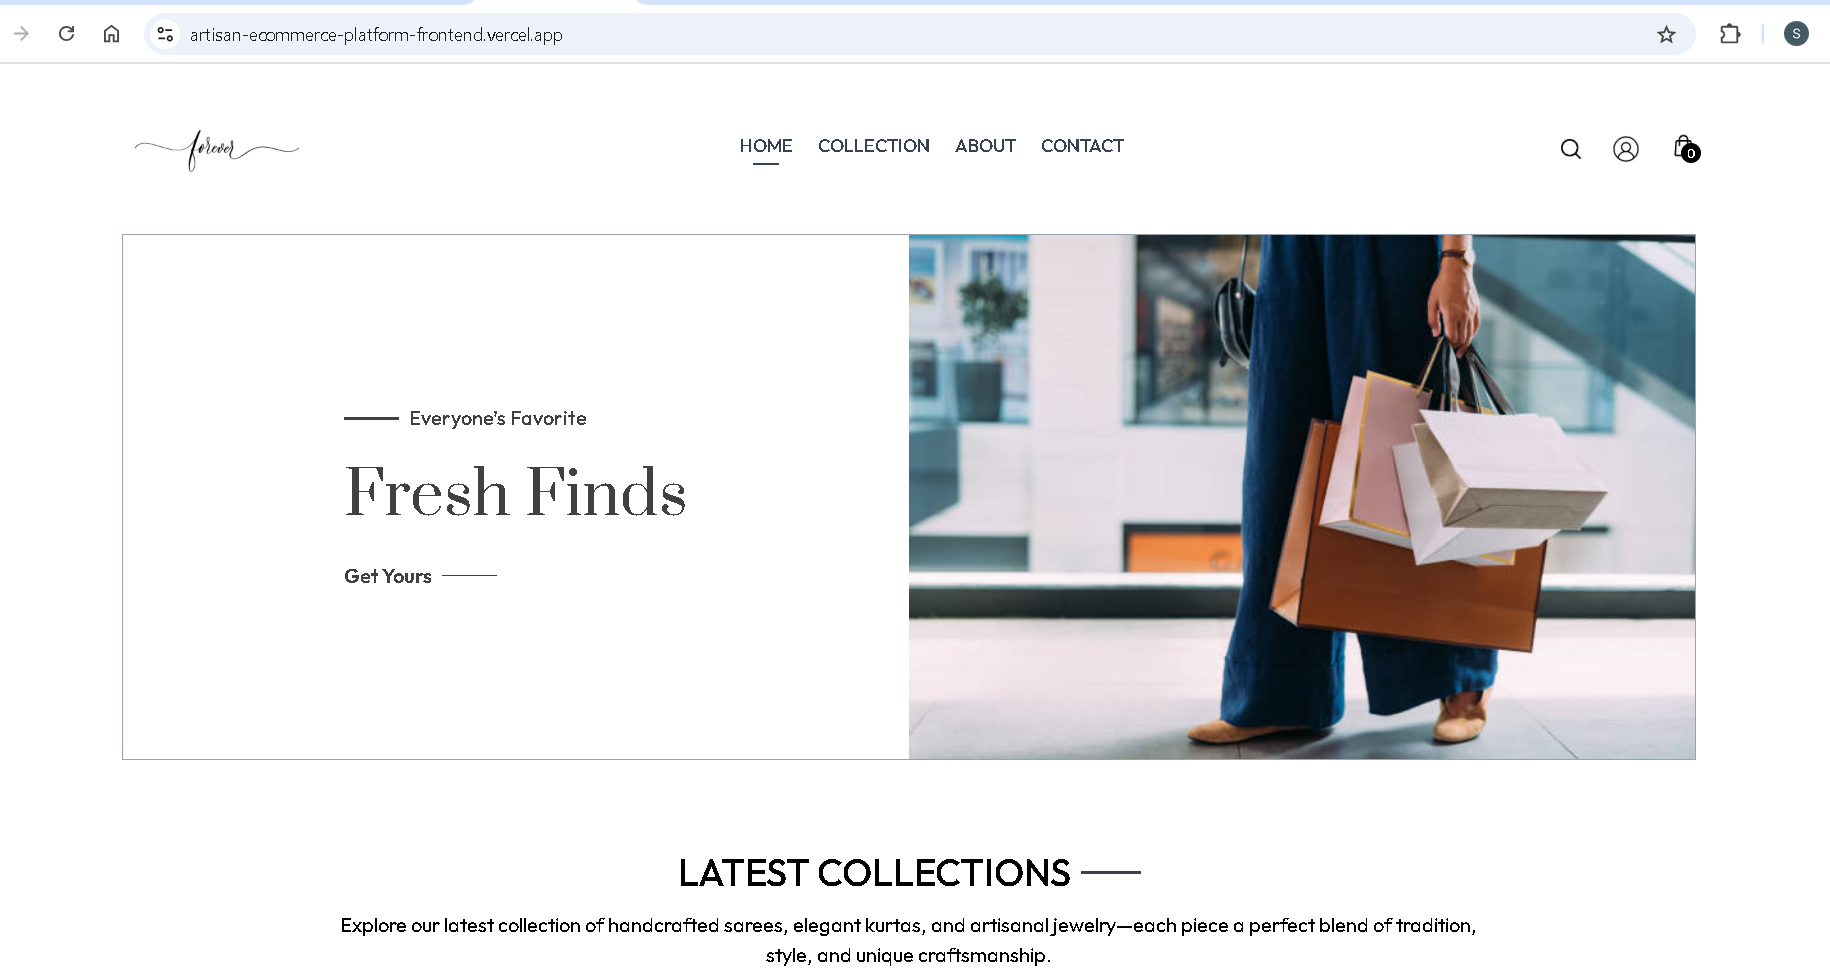 artisan-ecommerce-platform-frontend.vercel.app
S
forever
HOME COLLECTION ABOUT CONTACT
0
Everyone's Favorite
Fresh Finds
Get Yours
LATEST COLLECTIONS
Explore our latest collection of handcrafted sarees, elegant kurtas, and artisanal jewelry—each piece a perfect blend of tradition,
style, and unique craftsmanship.